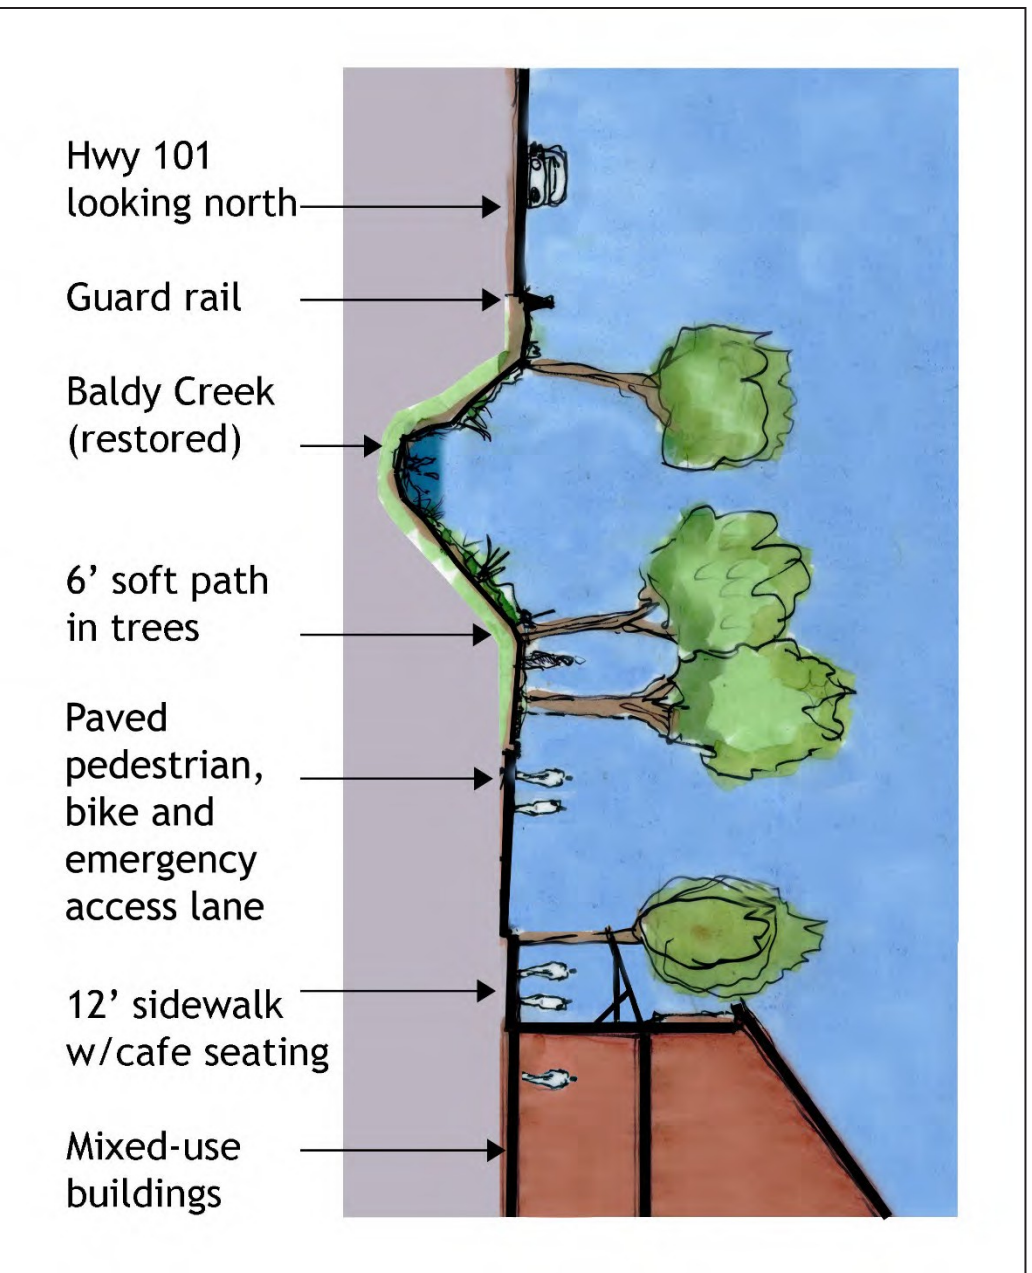 Hwy 101
looking north
Guard rail
Baldy Creek
(restored)
6’ soft path
in trees
Paved
pedestrian,
bike and
emergency
access lane
12’ sidewalk
w/cafe seating
Mixed-use
buildings